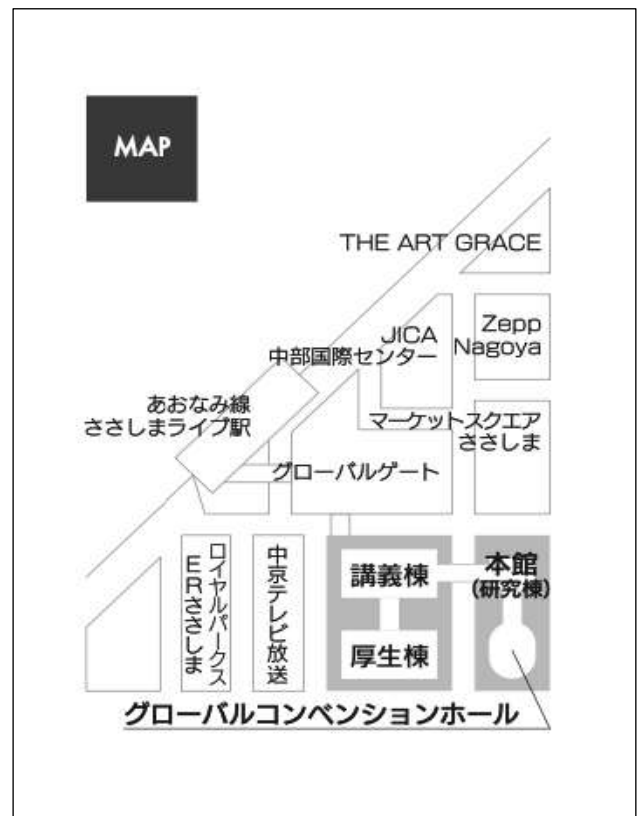 MAP
THE ART GRACE
JICA
中部国際センター
Zepp
Nagoya
あおなみ線
ささしまライブ駅
マーケットスクエア
ささしま
グローバルゲート
ロイヤルパークス
ERささしま
中京テレビ放送
講義棟
本館
(研究棟)
厚生棟
グローバルコンベンションホール